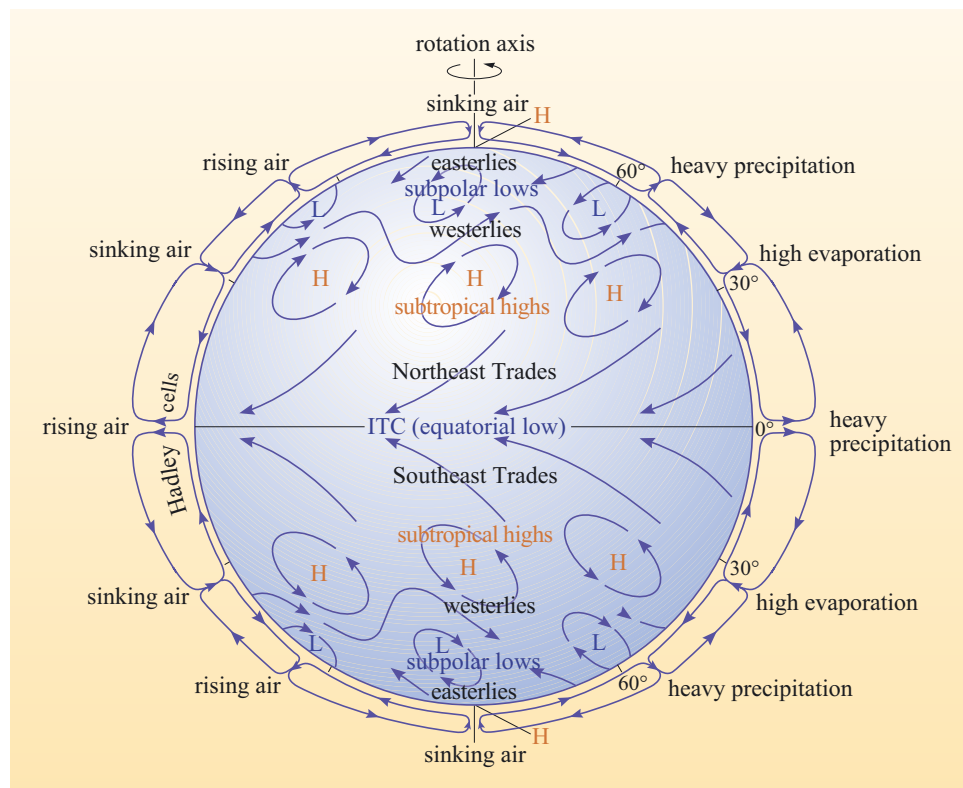 rotation axis
sinking air
H
rising air
easterlies
60°
heavy precipitation
subpolar lows
L
L
L
westerlies
sinking air
high evaporation
H
H
H
30°
subtropical highs
Northeast Trades
Hadley cells
rising air
ITC (equatorial low)
0°
heavy
precipitation
Southeast Trades
subtropical highs
H
H
H
30°
sinking air
westerlies
high evaporation
L
L
L
subpolar lows
rising air
easterlies
60°
heavy precipitation
H
sinking air